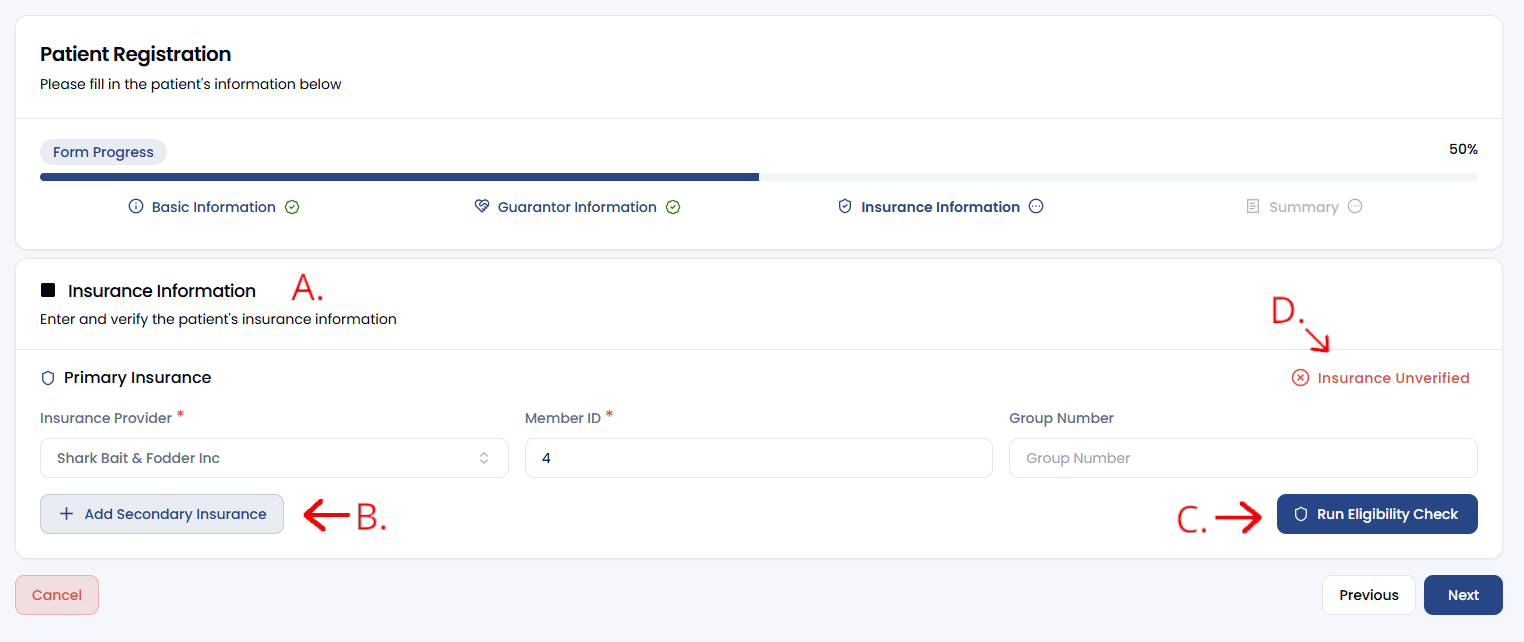 Patient Registration
Please fill in the patient's information below
Form Progress
50%
Basic Information
Guarantor Information
Insurance Information
Summary
Insurance Information
A.
Enter and verify the patient's insurance information
D.
Primary Insurance
Insurance Unverified
Insurance Provider *
Member ID *
Group Number
Shark Bait & Fodder Inc
4
Group Number
+ Add Secondary Insurance
B.
C.
Run Eligibility Check
Cancel
Previous
Next